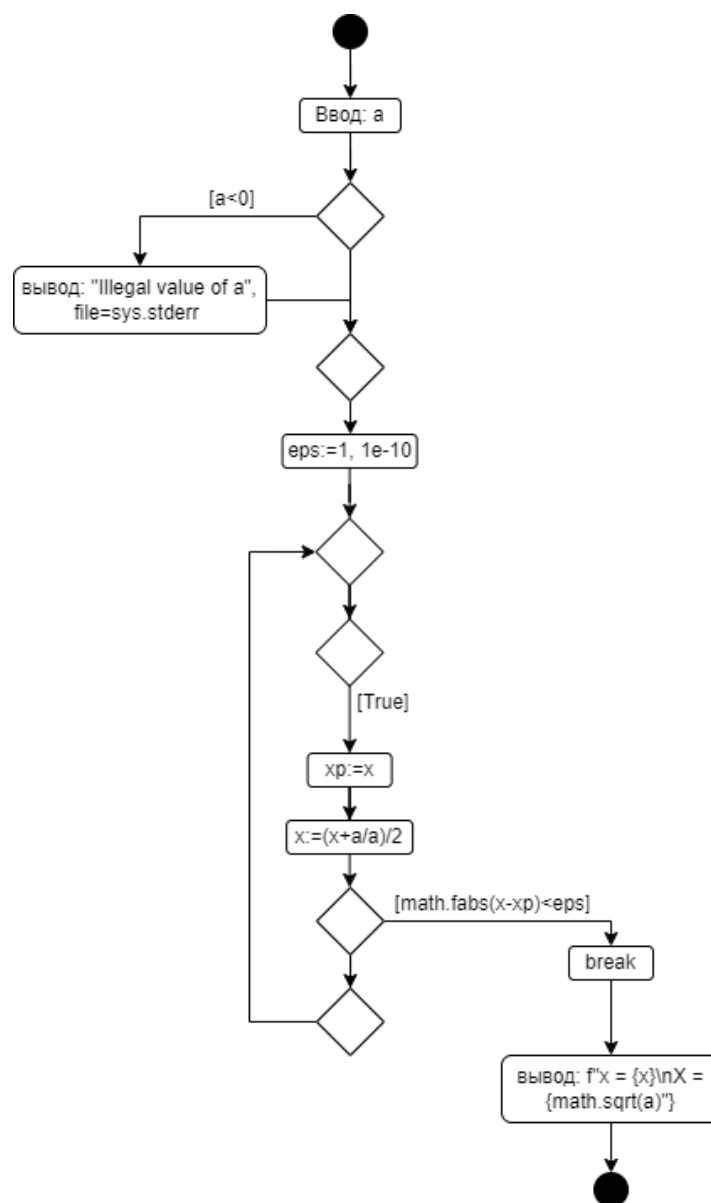 Ввод: a
[a<0]
вывод: "Illegal value of a",
file=sys.stderr
eps:=1, 1e-10
[True]
xp:=x
x:=(x+a/a)/2
[math.fabs(x-xp)<eps]
break
вывод: f"x = {x}\nX =
{math.sqrt(a)"}